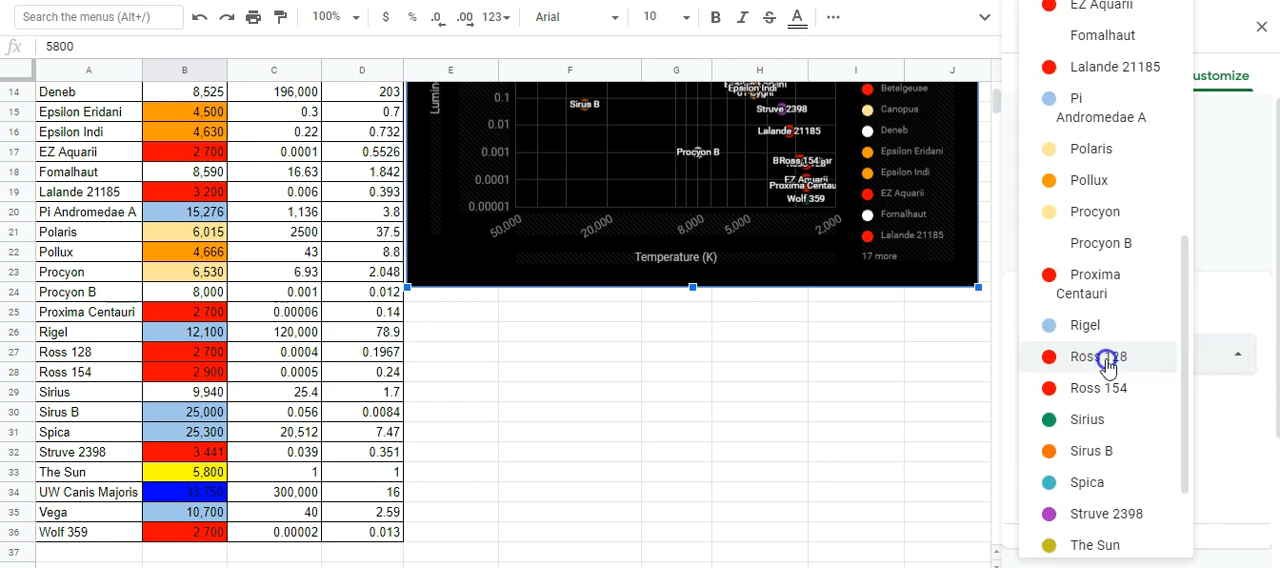 Search the menus (Alt+/)
100%
$ % .0 .00 123
Arial
10
B I S A
fx 5800
A B C D E F G H I J
14 Deneb 8,525 196,000 203
15 Epsilon Eridani 4,500 0.3 0.7
16 Epsilon Indi 4,630 0.22 0.732
17 EZ Aquarii 2,700 0.0001 0.5526
18 Fomalhaut 8,590 16.63 1.842
19 Lalande 21185 3,200 0.006 0.393
20 Pi Andromedae A 15,276 1,136 3.8
21 Polaris 6,015 2500 37.5
22 Pollux 4,666 43 8.8
23 Procyon 6,530 6.93 2.048
24 Procyon B 8,000 0.001 0.012
25 Proxima Centauri 2,700 0.00006 0.14
26 Rigel 12,100 120,000 78.9
27 Ross 128 2,700 0.0004 0.1967
28 Ross 154 2,900 0.0005 0.24
29 Sirius 9,940 25.4 1.7
30 Sirus B 25,000 0.056 0.0084
31 Spica 25,300 20,512 7.47
32 Struve 2398 3,441 0.039 0.351
33 The Sun 5,800 1 1
34 UW Canis Majoris 33,750 300,000 16
35 Vega 10,700 40 2.59
36 Wolf 359 2,700 0.00002 0.013
37
Lumin
0.1
0.01
0.001
0.0001
0.00001
50,000
20,000
8,000
5,000
2,000
Temperature (K)
Sirus B
Epsilon Indi
Struve 2398
Lalande 21185
Procyon B
Ross 154
EZ Aquarii
Proxima Centau
Wolf 359
Betelgeuse
Canopus
Deneb
Epsilon Eridani
Epsilon Indi
EZ Aquarii
Fomalhaut
Lalande 21185
17 more
ustomize
EZ Aquarii
Fomalhaut
Lalande 21185
Pi
Andromedae A
Polaris
Pollux
Procyon
Procyon B
Proxima
Centauri
Rigel
Ross 128
Ross 154
Sirius
Sirus B
Spica
Struve 2398
The Sun